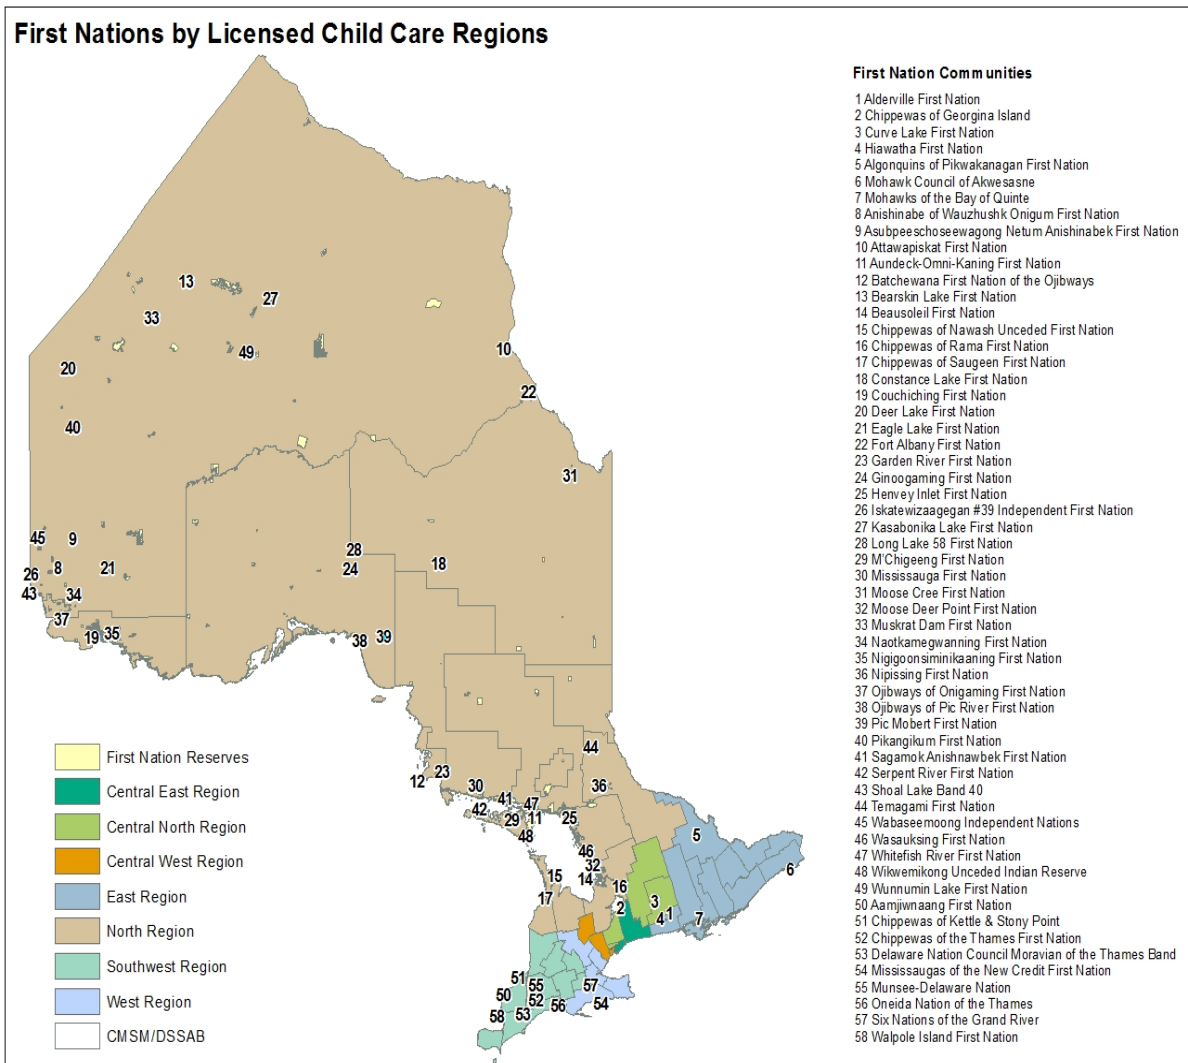 First Nations by Licensed Child Care Regions
First Nation Communities
1 Alderville First Nation
2 Chippewas of Georgina Island
3 Curve Lake First Nation
4 Hiawatha First Nation
5 Algonquins of Pikwakanagan First Nation
6 Mohawk Council of Akwesasne
7 Mohawks of the Bay of Quinte
8 Anishinabe of Wauzhushk Onigum First Nation
9 Asubpeeschoseewagong Netum Anishinabek First Nation
10 Attawapiskat First Nation
11 Aundeck-Omni-Kaning First Nation
12 Batchewana First Nation of the Ojibways
13 Bearskin Lake First Nation
14 Beausoleil First Nation
15 Chippewas of Nawash Unceded First Nation
16 Chippewas of Rama First Nation
17 Chippewas of Saugeen First Nation
18 Constance Lake First Nation
19 Couchiching First Nation
20 Deer Lake First Nation
21 Eagle Lake First Nation
22 Fort Albany First Nation
23 Garden River First Nation
24 Ginoogaming First Nation
25 Henvey Inlet First Nation
26 Iskatewizaagegan #39 Independent First Nation
27 Kasabonika Lake First Nation
28 Long Lake 58 First Nation
29 M'Chigeeng First Nation
30 Mississauga First Nation
31 Moose Cree First Nation
32 Moose Deer Point First Nation
33 Muskrat Dam First Nation
34 Naotkamegwanning First Nation
35 Nigigoonsiminikaaning First Nation
36 Nipissing First Nation
37 Ojibways of Onigaming First Nation
38 Ojibways of Pic River First Nation
39 Pic Mobert First Nation
40 Pikangikum First Nation
41 Sagamok Anishnawbek First Nation
42 Serpent River First Nation
43 Shoal Lake Band 40
44 Temagami First Nation
45 Wabaseemoong Independent Nations
46 Wasauksing First Nation
47 Whitefish River First Nation
48 Wikwemikong Unceded Indian Reserve
49 Wunnumin Lake First Nation
50 Aamjiwnaang First Nation
51 Chippewas of Kettle & Stony Point
52 Chippewas of the Thames First Nation
53 Delaware Nation Council Moravian of the Thames Band
54 Mississaugas of the New Credit First Nation
55 Munsee-Delaware Nation
56 Oneida Nation of the Thames
57 Six Nations of the Grand River
58 Walpole Island First Nation
13
27
33
49
10
20
22
40
31
45
9
28
18
26
8
21
24
43
34
37
19
35
38
39
44
12
23
30
36
41
47
42
29
11
25
48
5
46
32
6
15
14
16
17
2
3
4
1
7
51
55
57
50
52
56
54
58
53
First Nation Reserves
Central East Region
Central North Region
Central West Region
East Region
North Region
Southwest Region
West Region
CMSM/DSSAB